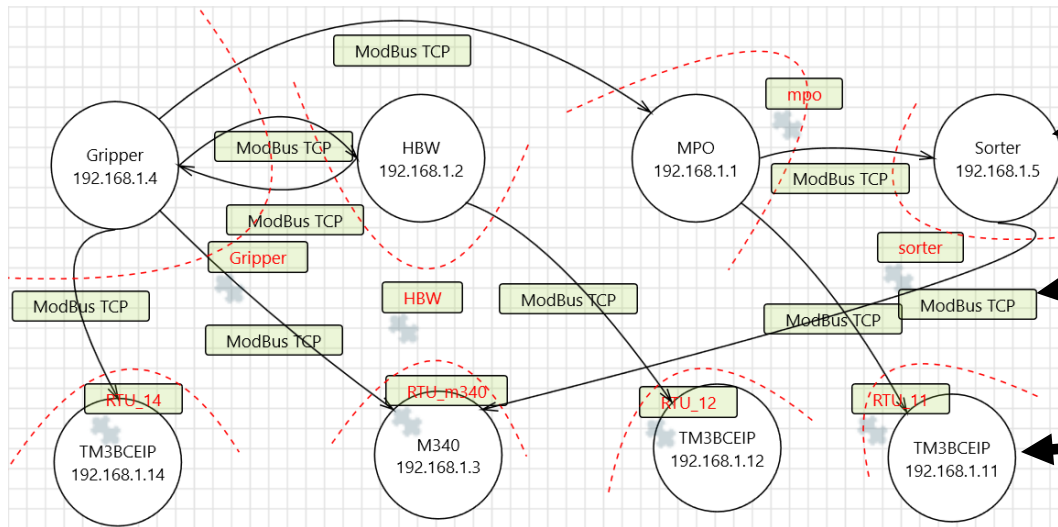 ModBus TCP
mpo
Gripper
192.168.1.4
ModBus TCP
HBW
192.168.1.2
MPO
192.168.1.1
ModBus TCP
Sorter
192.168.1.5
ModBus TCP
Gripper
sorter
ModBus TCP
HBW
ModBus TCP
ModBus TCP
ModBus TCP
ModBus TCP
RTU_14
RTU_m340
RTU_12
RTU_11
TM3BCEIP
192.168.1.14
M340
192.168.1.3
TM3BCEIP
192.168.1.12
TM3BCEIP
192.168.1.11